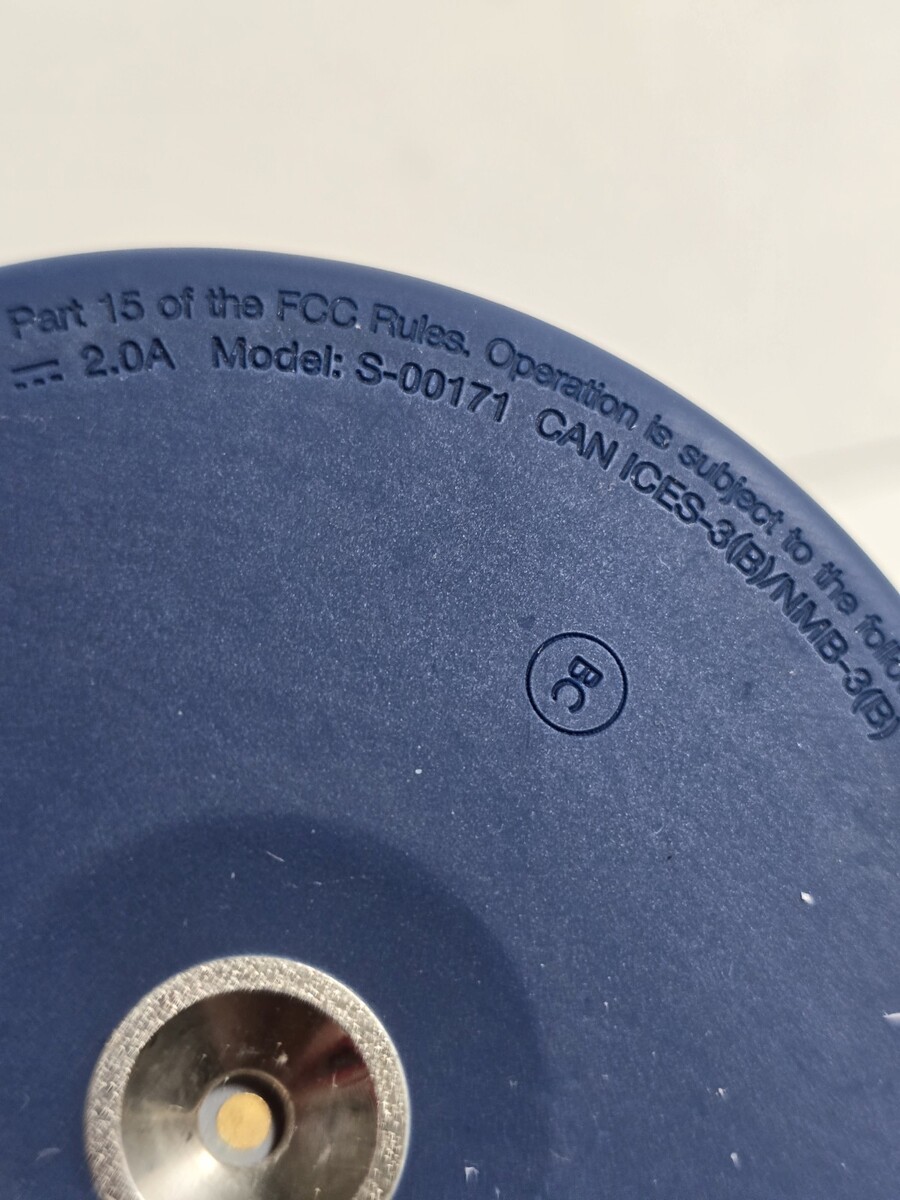 Part 15 of the FCC Rules. Operation is subject to the
⎓ 2.0A Model: S-00171 CAN ICES-3(B)/NMB-3(B)
BC